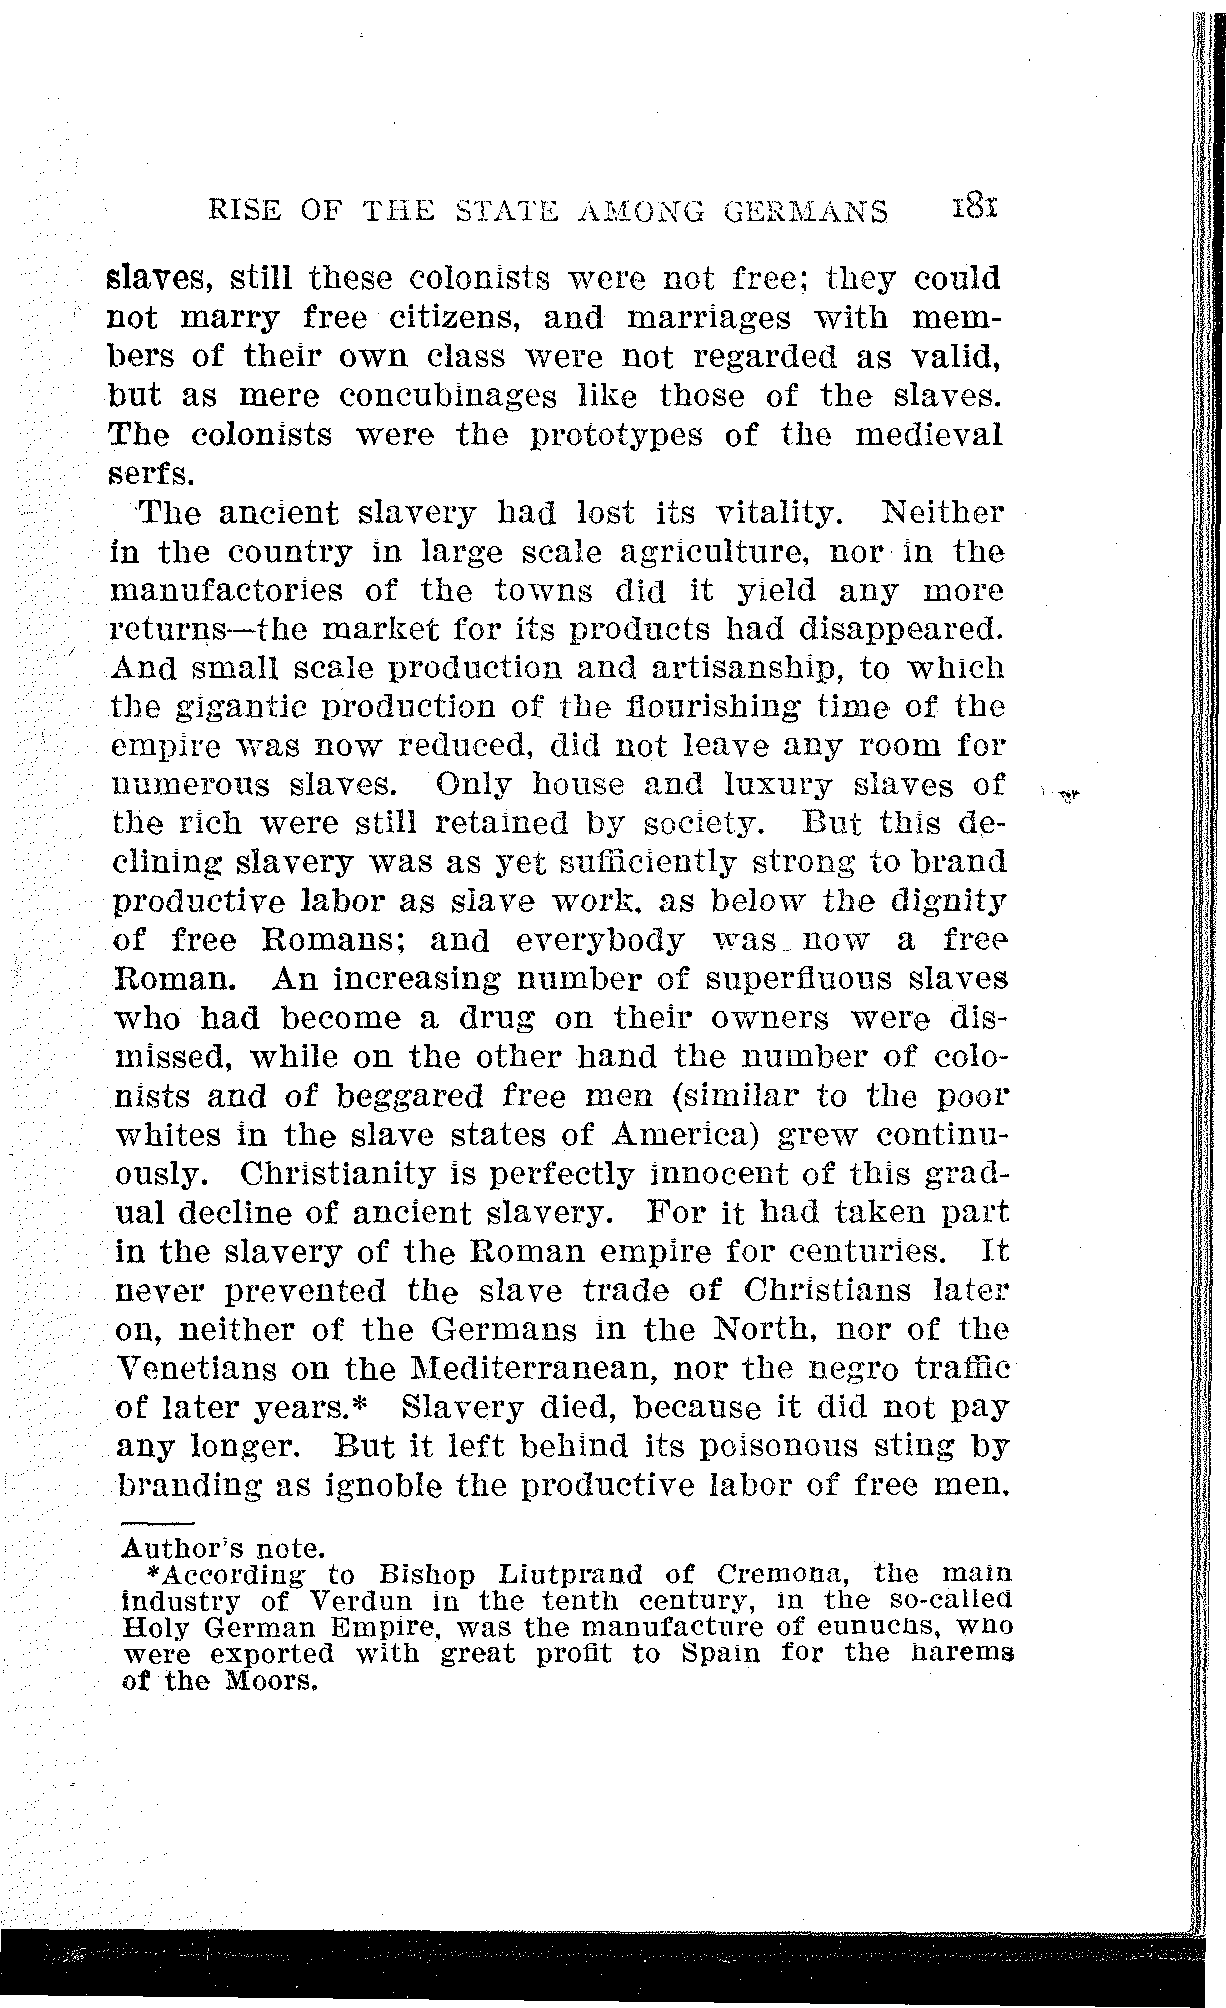 RISE OF THE STATE AMONG GERMANS 181
slaves, still these colonists were not free; they could
not marry free citizens, and marriages with mem-
bers of their own class were not regarded as valid,
but as mere concubinages like those of the slaves.
The colonists were the prototypes of the medieval
serfs.
The ancient slavery had lost its vitality. Neither
in the country in large scale agriculture, nor in the
manufactories of the towns did it yield any more
returns—the market for its products had disappeared.
And small scale production and artisanship, to which
the gigantic production of the flourishing time of the
empire was now reduced, did not leave any room for
numerous slaves. Only house and luxury slaves of
the rich were still retained by society. But this de-
clining slavery was as yet sufficiently strong to brand
productive labor as slave work, as below the dignity
of free Romans; and everybody was now a free
Roman. An increasing number of superfluous slaves
who had become a drug on their owners were dis-
missed, while on the other hand the number of colo-
nists and of beggared free men (similar to the poor
whites in the slave states of America) grew continu-
ously. Christianity is perfectly innocent of this grad-
ual decline of ancient slavery. For it had taken part
in the slavery of the Roman empire for centuries. It
never prevented the slave trade of Christians later
on, neither of the Germans in the North, nor of the
Venetians on the Mediterranean, nor the negro traffic
of later years.* Slavery died, because it did not pay
any longer. But it left behind its poisonous sting by
branding as ignoble the productive labor of free men.
Author's note.
*According to Bishop Liutprand of Cremona, the main
industry of Verdun in the tenth century, in the so-called
Holy German Empire, was the manufacture of eunuchs, who
were exported with great profit to Spain for the harems
of the Moors.